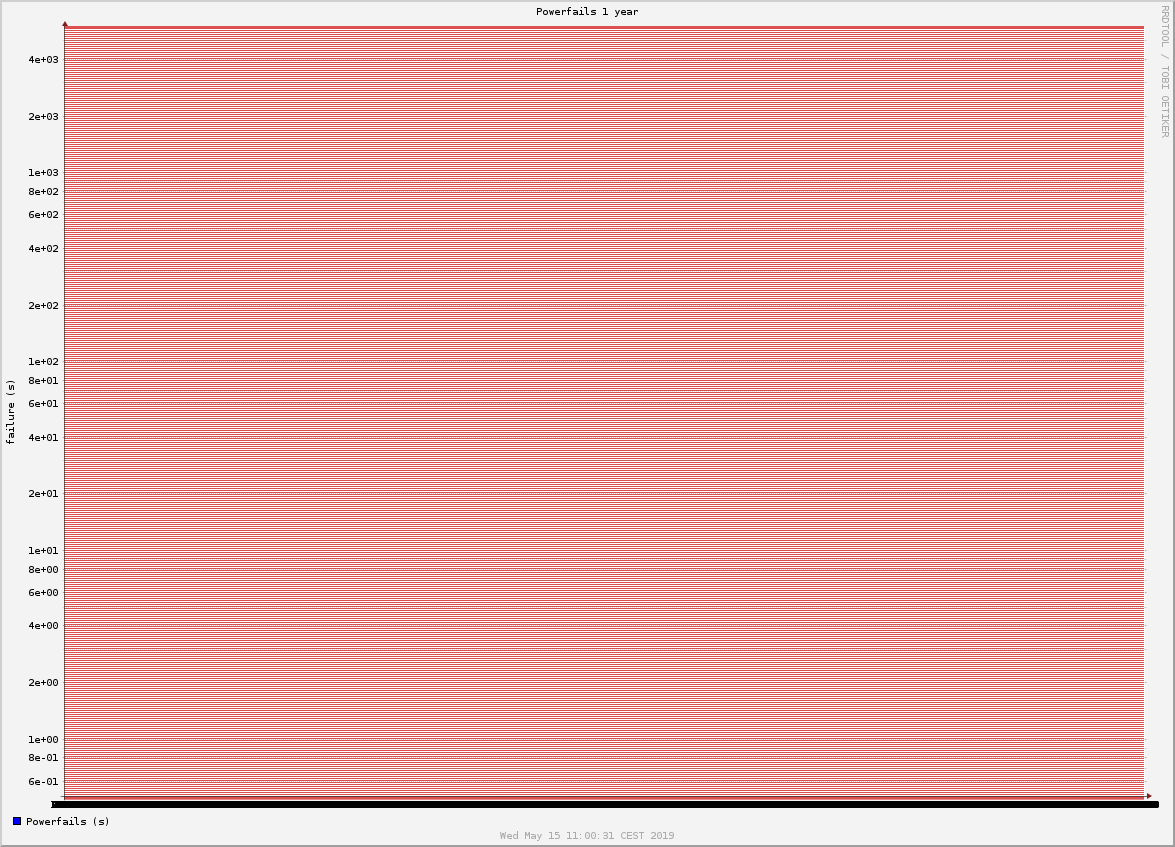 Powerfails 1 year
RRDTOOL / TOBI OETIKER
failure (s)
4e+03
2e+03
1e+03
8e+02
6e+02
4e+02
2e+02
1e+02
8e+01
6e+01
4e+01
2e+01
1e+01
8e+00
6e+00
4e+00
2e+00
1e+00
8e-01
6e-01
Powerfails (s)
Wed May 15 11:00:31 CEST 2019